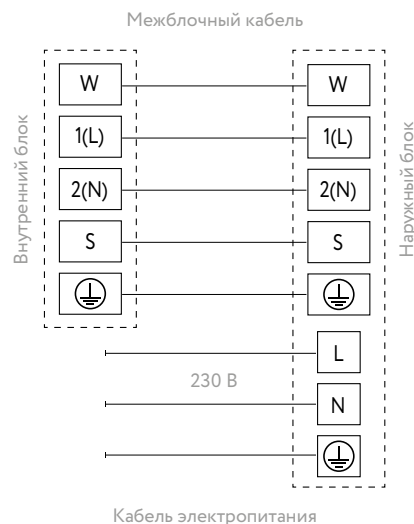 Межблочный кабель
Внутренний блок
Наружный блок
W W
1(L) 1(L)
2(N) 2(N)
S S
L
230 В
N
Кабель электропитания